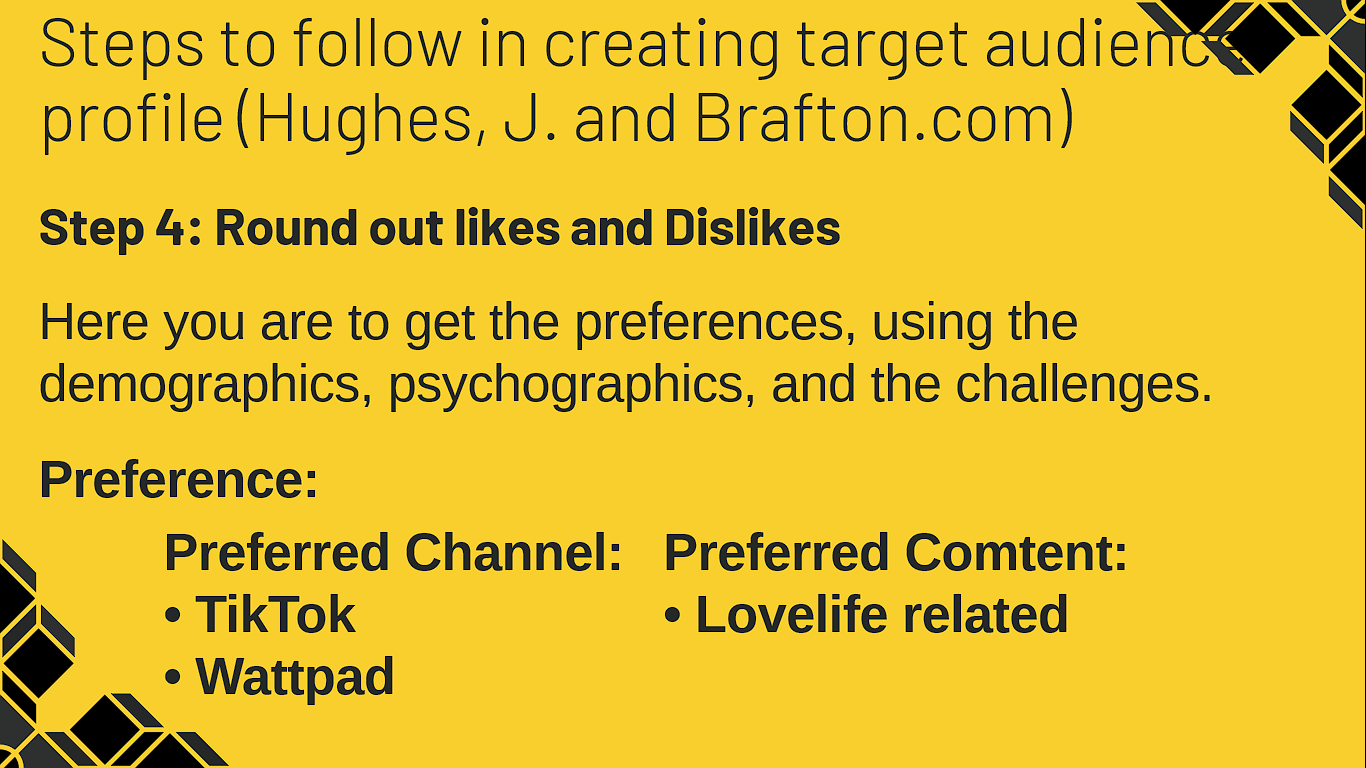 Steps to follow in creating target audience
profile (Hughes, J. and Brafton.com)
Step 4: Round out likes and Dislikes
Here you are to get the preferences, using the
demographics, psychographics, and the challenges.
Preference:
Preferred Channel: Preferred Comtent:
• TikTok • Lovelife related
• Wattpad